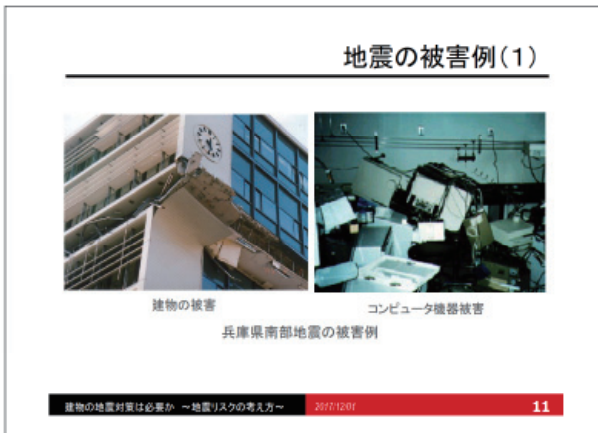 地震の被害例(1)
建物の被害
コンピュータ機器被害
兵庫県南部地震の被害例
建物の地震対策は必要か ～地震リスクの考え方～
2017/12/01
11